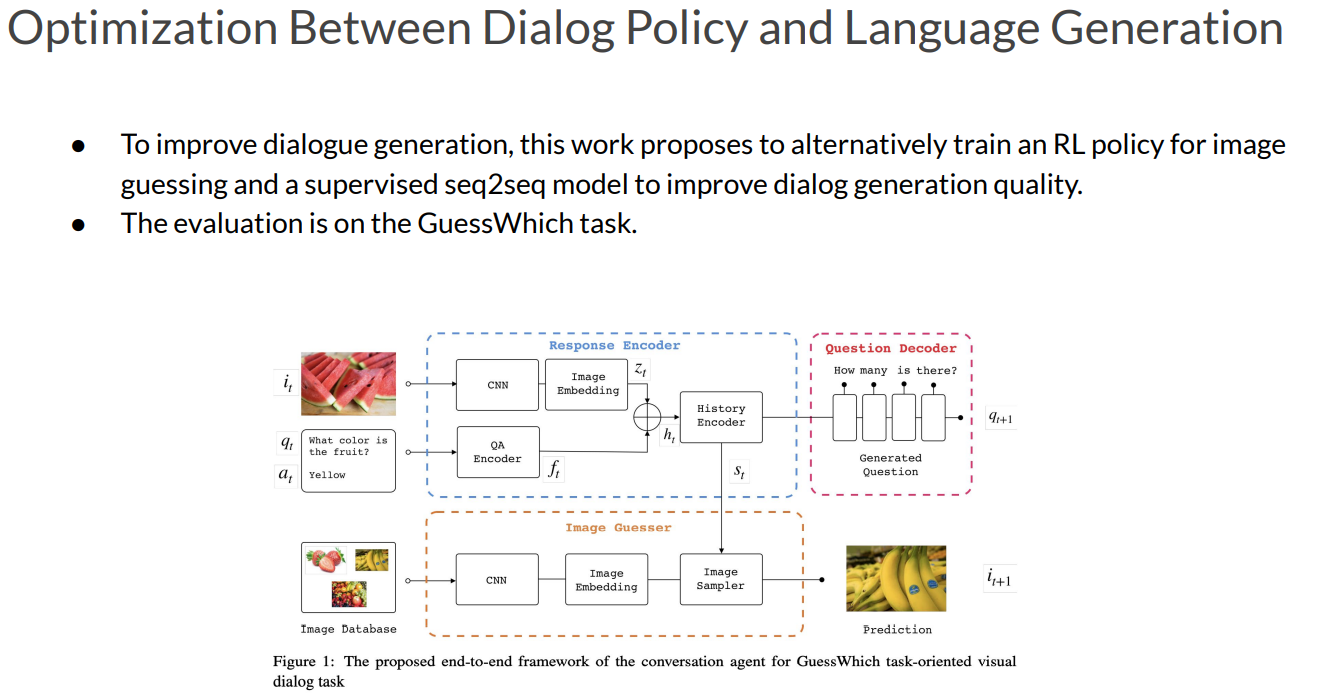 Optimization Between Dialog Policy and Language Generation
● To improve dialogue generation, this work proposes to alternatively train an RL policy for image
guessing and a supervised seq2seq model to improve dialog generation quality.
● The evaluation is on the GuessWhich task.
Response Encoder
Question Decoder
How many is there?
i_t
CNN
Image
Embedding
z_t
History
Encoder
q_{t+1}
q_t
What color is
the fruit?
a_t
Yellow
QA
Encoder
f_t
h_t
s_t
Generated
Question
Image Guesser
CNN
Image
Embedding
Image
Sampler
i_{t+1}
Image Database
Prediction
Figure 1: The proposed end-to-end framework of the conversation agent for GuessWhich task-oriented visual
dialog task